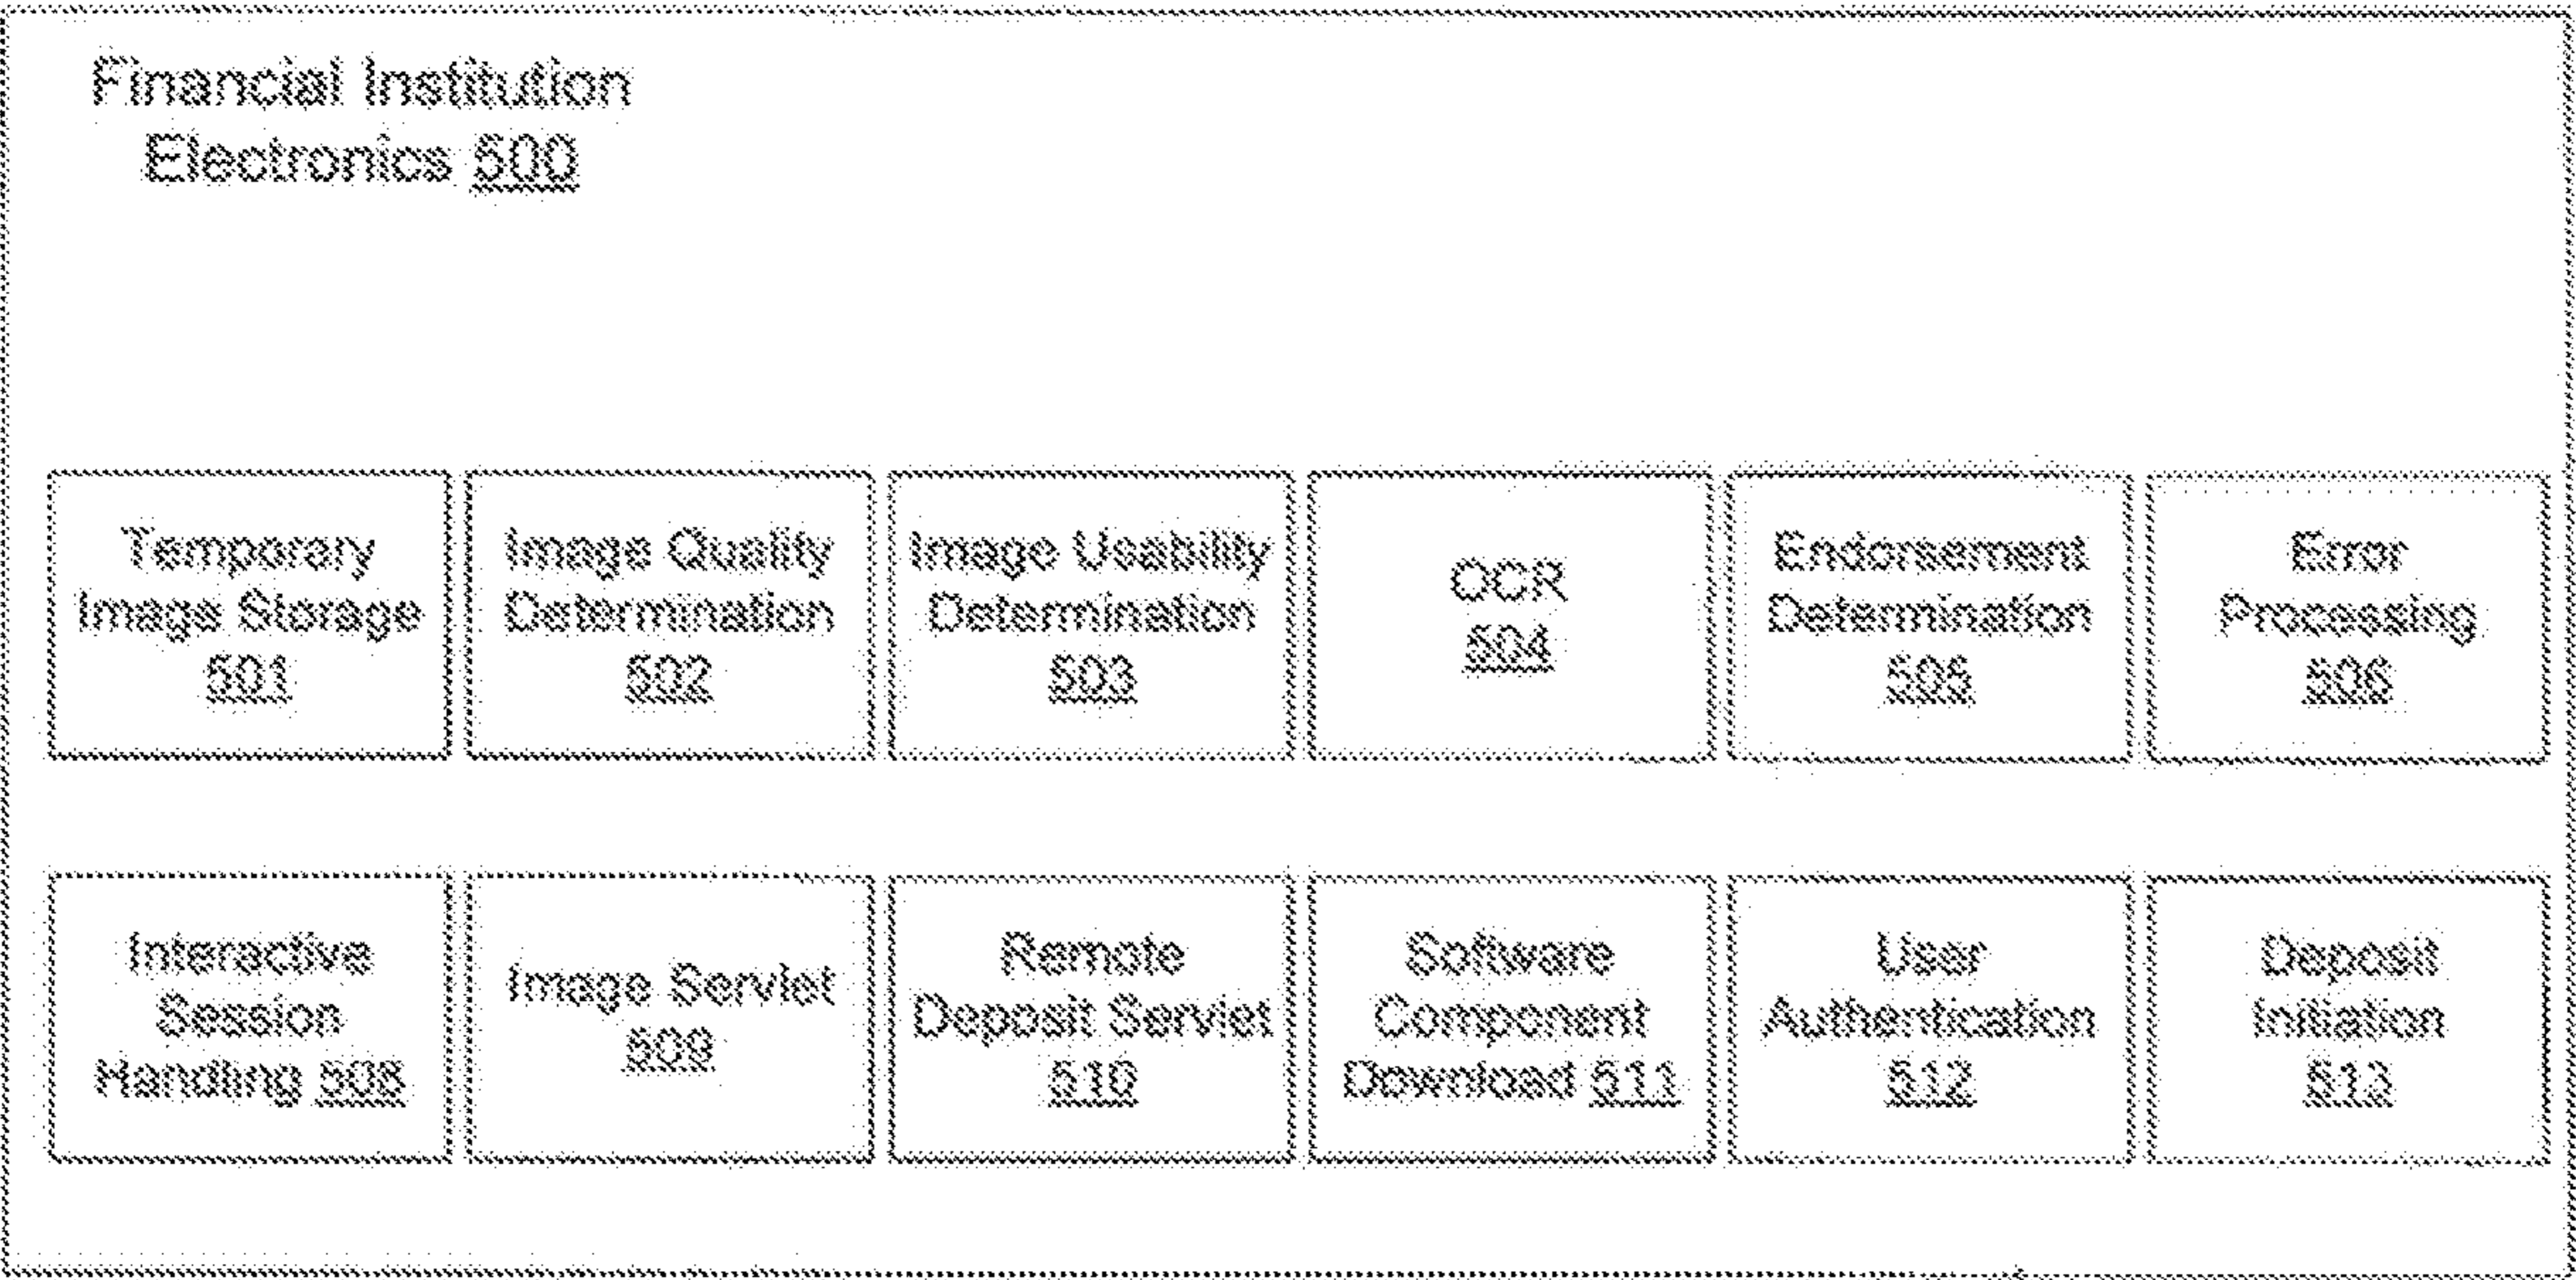 Financial Institution
Electronics 500
Temporary
Image Storage
501
Image Quality
Determination
502
Image Usability
Determination
503
OCR
504
Endorsement
Determination
505
Error
Processing
506
Interactive
Session
Handling 508
Image Servlet
509
Remote
Deposit Servlet
510
Software
Component
Download 511
User
Authentication
512
Deposit
Initiation
513